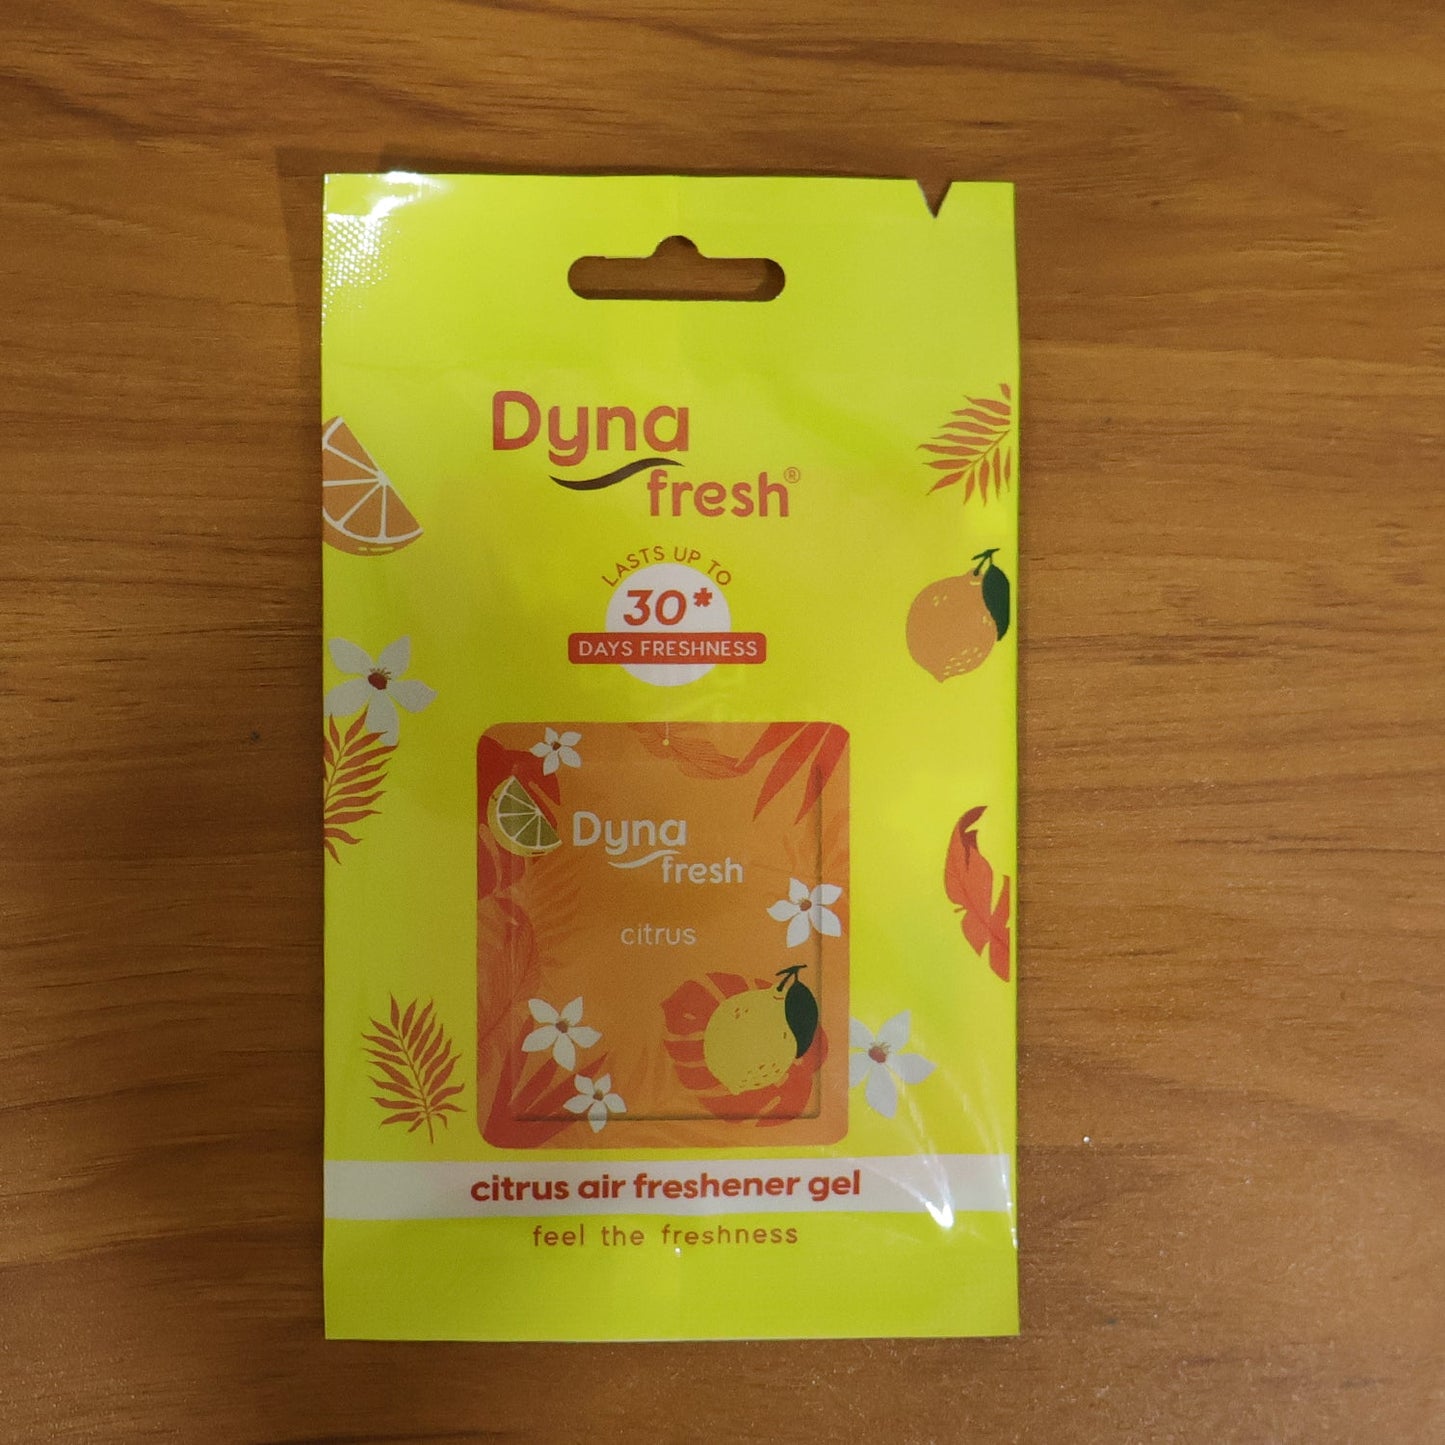 Dyna
fresh®
LASTS UP TO
30*
DAYS FRESHNESS
Dyna
fresh
citrus
citrus air freshener gel
feel the freshness